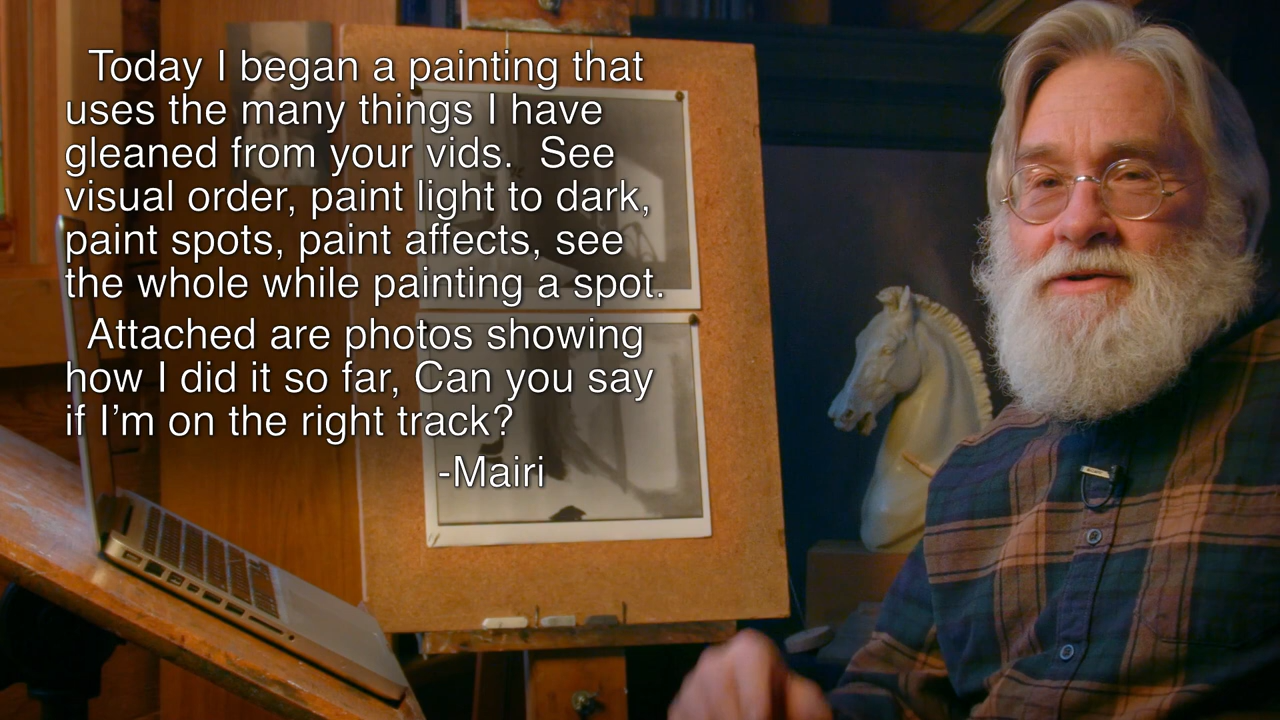 Today I began a painting that
uses the many things I have
gleaned from your vids.  See
visual order, paint light to dark,
paint spots, paint affects, see
the whole while painting a spot.
Attached are photos showing
how I did it so far, Can you say
if I'm on the right track?
-Mairi